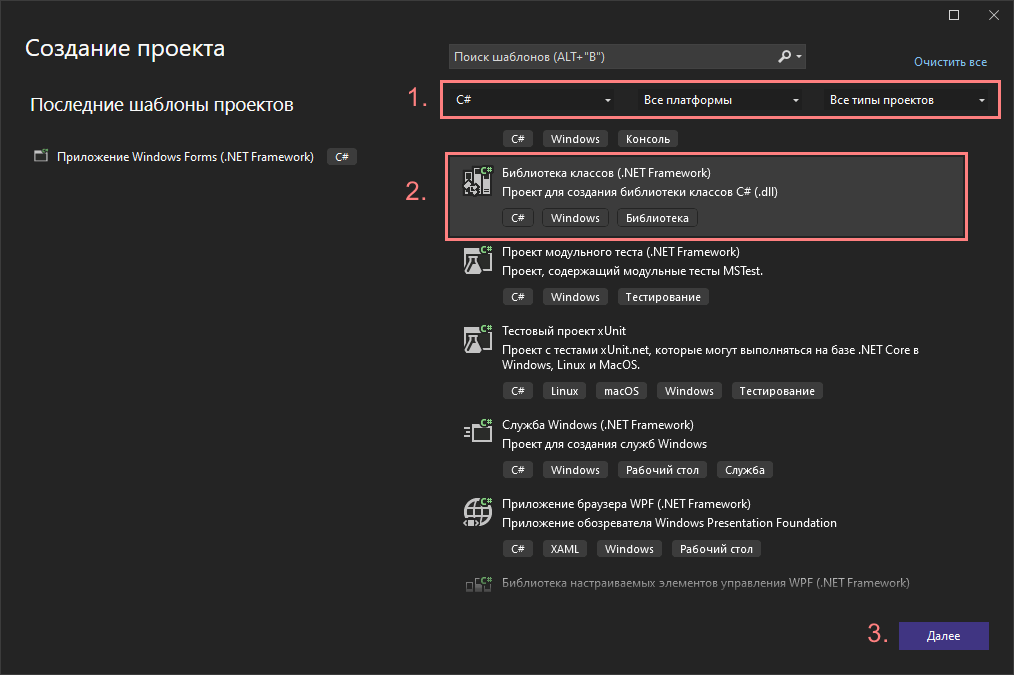 Создание проекта
Последние шаблоны проектов
Приложение Windows Forms (.NET Framework) C#
Поиск шаблонов (ALT+"В")
Очистить все
1.
C# Все платформы Все типы проектов
C# Windows Консоль
2.
Библиотека классов (.NET Framework)
Проект для создания библиотеки классов C# (.dll)
C# Windows Библиотека
Проект модульного теста (.NET Framework)
Проект, содержащий модульные тесты MSTest.
C# Windows Тестирование
Тестовый проект xUnit
Проект с тестами xUnit.net, которые могут выполняться на базе .NET Core в
Windows, Linux и MacOS.
C# Linux macOS Windows Тестирование
Служба Windows (.NET Framework)
Проект для создания служб Windows
C# Windows Рабочий стол Служба
Приложение браузера WPF (.NET Framework)
Приложение обозревателя Windows Presentation Foundation
C# XAML Windows Рабочий стол
Библиотека настраиваемых элементов управления WPF (.NET Framework)
3.
Далее